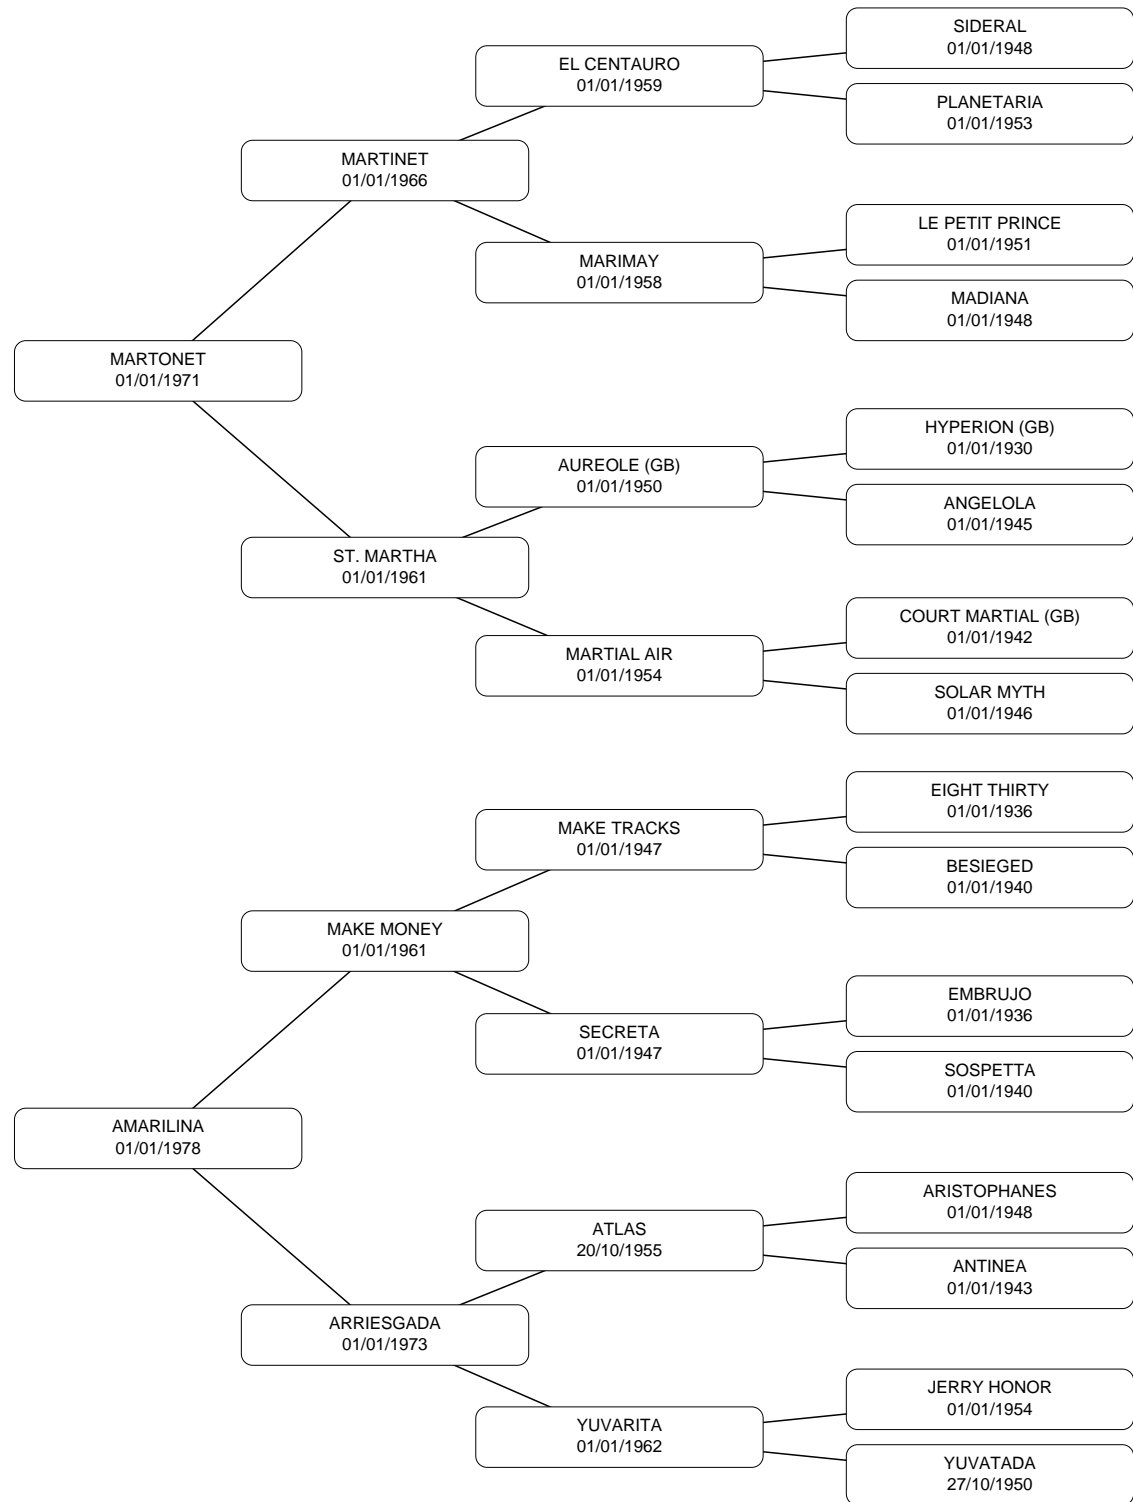 SIDERAL
01/01/1948
EL CENTAURO
01/01/1959
PLANETARIA
01/01/1953
MARTINET
01/01/1966
LE PETIT PRINCE
01/01/1951
MARIMAY
01/01/1958
MADIANA
01/01/1948
MARTONET
01/01/1971
HYPERION (GB)
01/01/1930
AUREOLE (GB)
01/01/1950
ANGELOLA
01/01/1945
ST. MARTHA
01/01/1961
COURT MARTIAL (GB)
01/01/1942
MARTIAL AIR
01/01/1954
SOLAR MYTH
01/01/1946
EIGHT THIRTY
01/01/1936
MAKE TRACKS
01/01/1947
BESIEGED
01/01/1940
MAKE MONEY
01/01/1961
EMBRUJO
01/01/1936
SECRETA
01/01/1947
SOSPETTA
01/01/1940
AMARILINA
01/01/1978
ARISTOPHANES
01/01/1948
ATLAS
20/10/1955
ANTINEA
01/01/1943
ARRIESGADA
01/01/1973
JERRY HONOR
01/01/1954
YUVARITA
01/01/1962
YUVATADA
27/10/1950